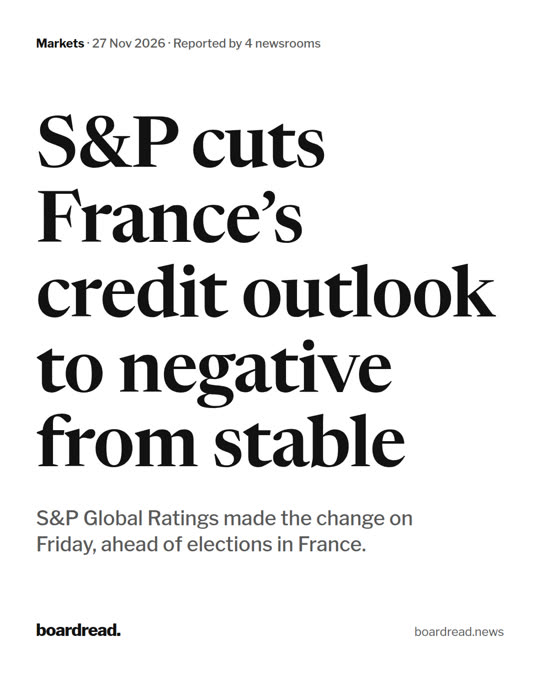 Markets · 27 Nov 2026 · Reported by 4 newsrooms
S&P cuts
France’s
credit outlook
to negative
from stable
S&P Global Ratings made the change on
Friday, ahead of elections in France.
boardread.
boardread.news